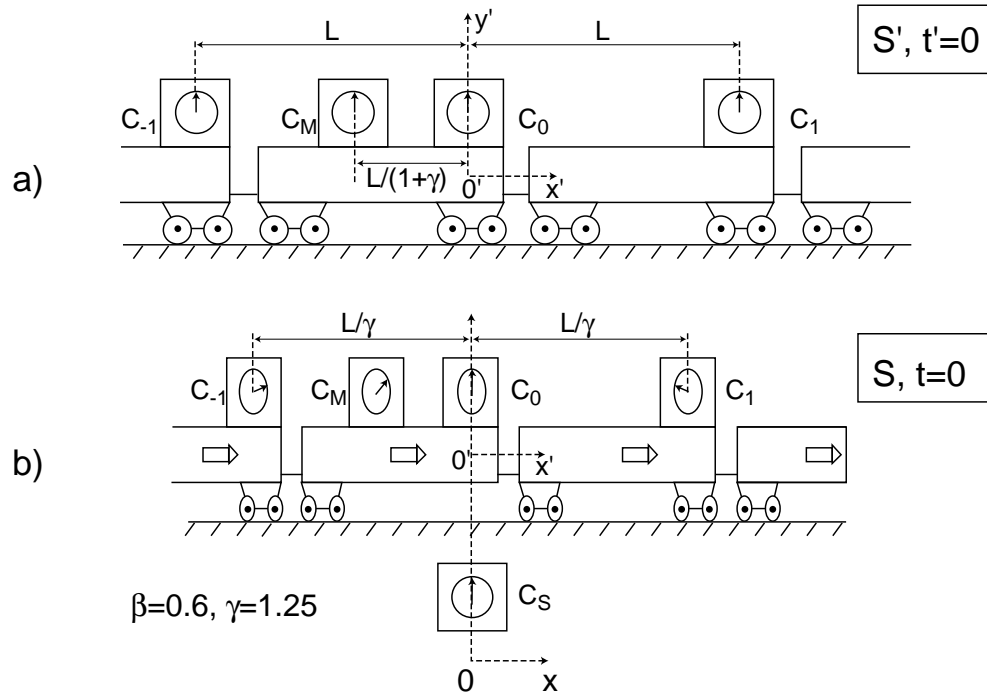 y'
L L
S', t'=0
C-1 CM C0 C1
L/(1+γ)
0' x'
a)
L/γ L/γ
S, t=0
C-1 CM C0 C1
b)
0' x'
CS
β=0.6, γ=1.25
0 x